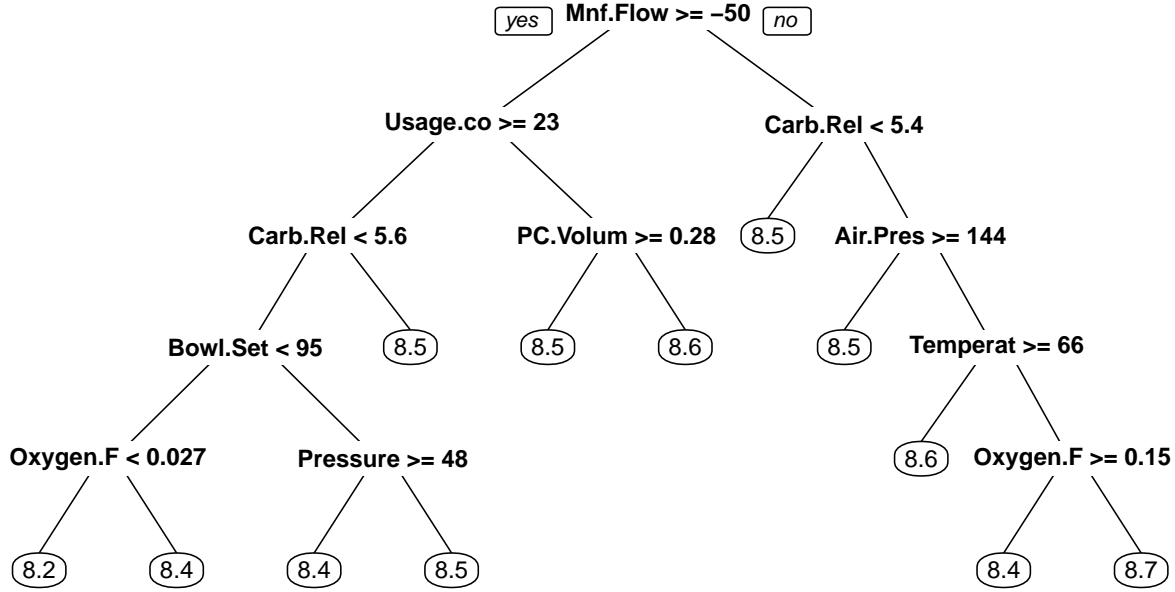 yes Mnf.Flow >= −50 no
Usage.co >= 23 Carb.Rel < 5.4
Carb.Rel < 5.6 PC.Volum >= 0.28 8.5 Air.Pres >= 144
Bowl.Set < 95 8.5 8.5 8.6 8.5 Temperat >= 66
Oxygen.F < 0.027 Pressure >= 48 8.6 Oxygen.F >= 0.15
8.2 8.4 8.4 8.5 8.4 8.7